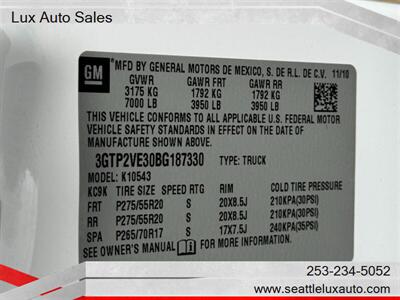 Lux Auto Sales
GM
MFD BY GENERAL MOTORS DE MEXICO, S. DE R.L. DE C.V. 11/10
GVWR GAWR FRT GAWR RR
3175 KG 1792 KG 1792 KG
7000 LB 3950 LB 3950 LB
THIS VEHICLE CONFORMS TO ALL APPLICABLE U.S. FEDERAL MOTOR
VEHICLE SAFETY STANDARDS IN EFFECT ON THE DATE OF
MANUFACTURE SHOWN ABOVE.
3GTP2VE30BG187330 TYPE: TRUCK
MODEL: K10543
KC9K TIRE SIZE SPEED RTG RIM COLD TIRE PRESSURE
FRT P275/55R20 S 20X8.5J 210KPA(30PSI)
RR P275/55R20 S 20X8.5J 210KPA(30PSI)
SPA P265/70R17 S 17X7.5J 240KPA(35PSI)
SEE OWNER'S MANUAL FOR MORE INFORMATION.
253-234-5052
www.seattleluxauto.com